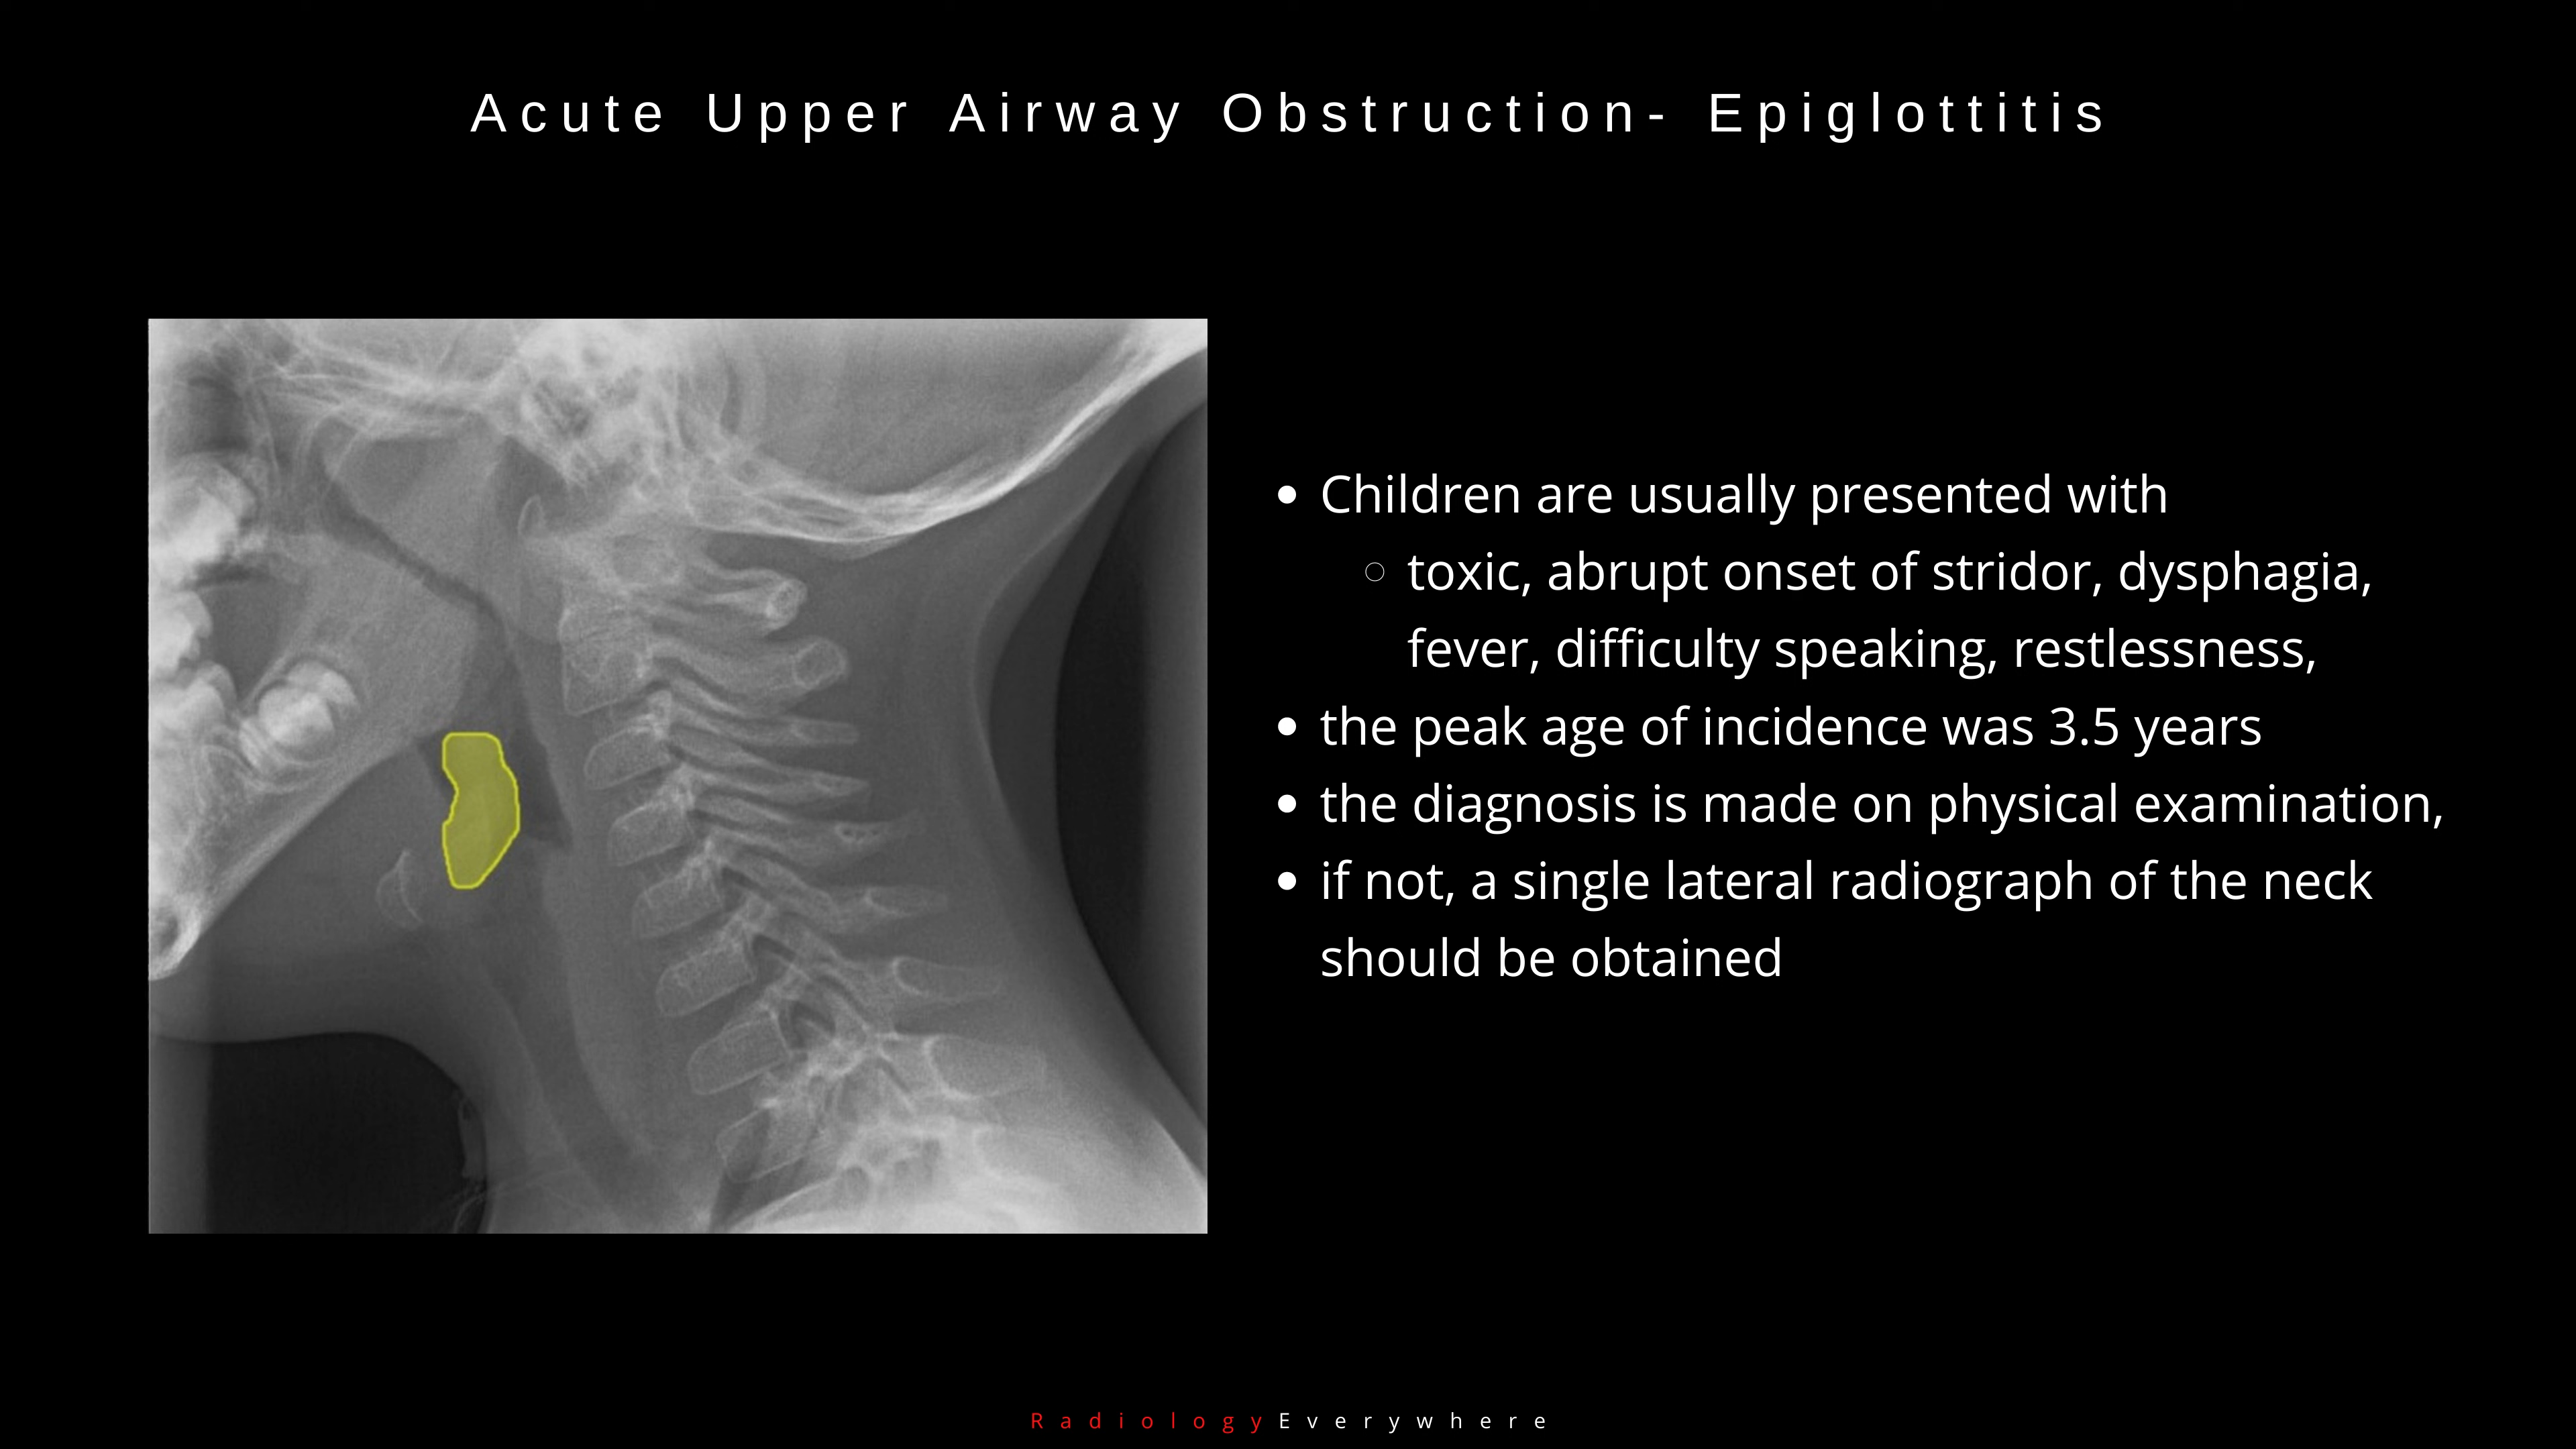 Acute Upper Airway Obstruction- Epiglottitis
Children are usually presented with
toxic, abrupt onset of stridor, dysphagia,
fever, difficulty speaking, restlessness,
the peak age of incidence was 3.5 years
the diagnosis is made on physical examination,
if not, a single lateral radiograph of the neck
should be obtained
RadiologyEverywhere